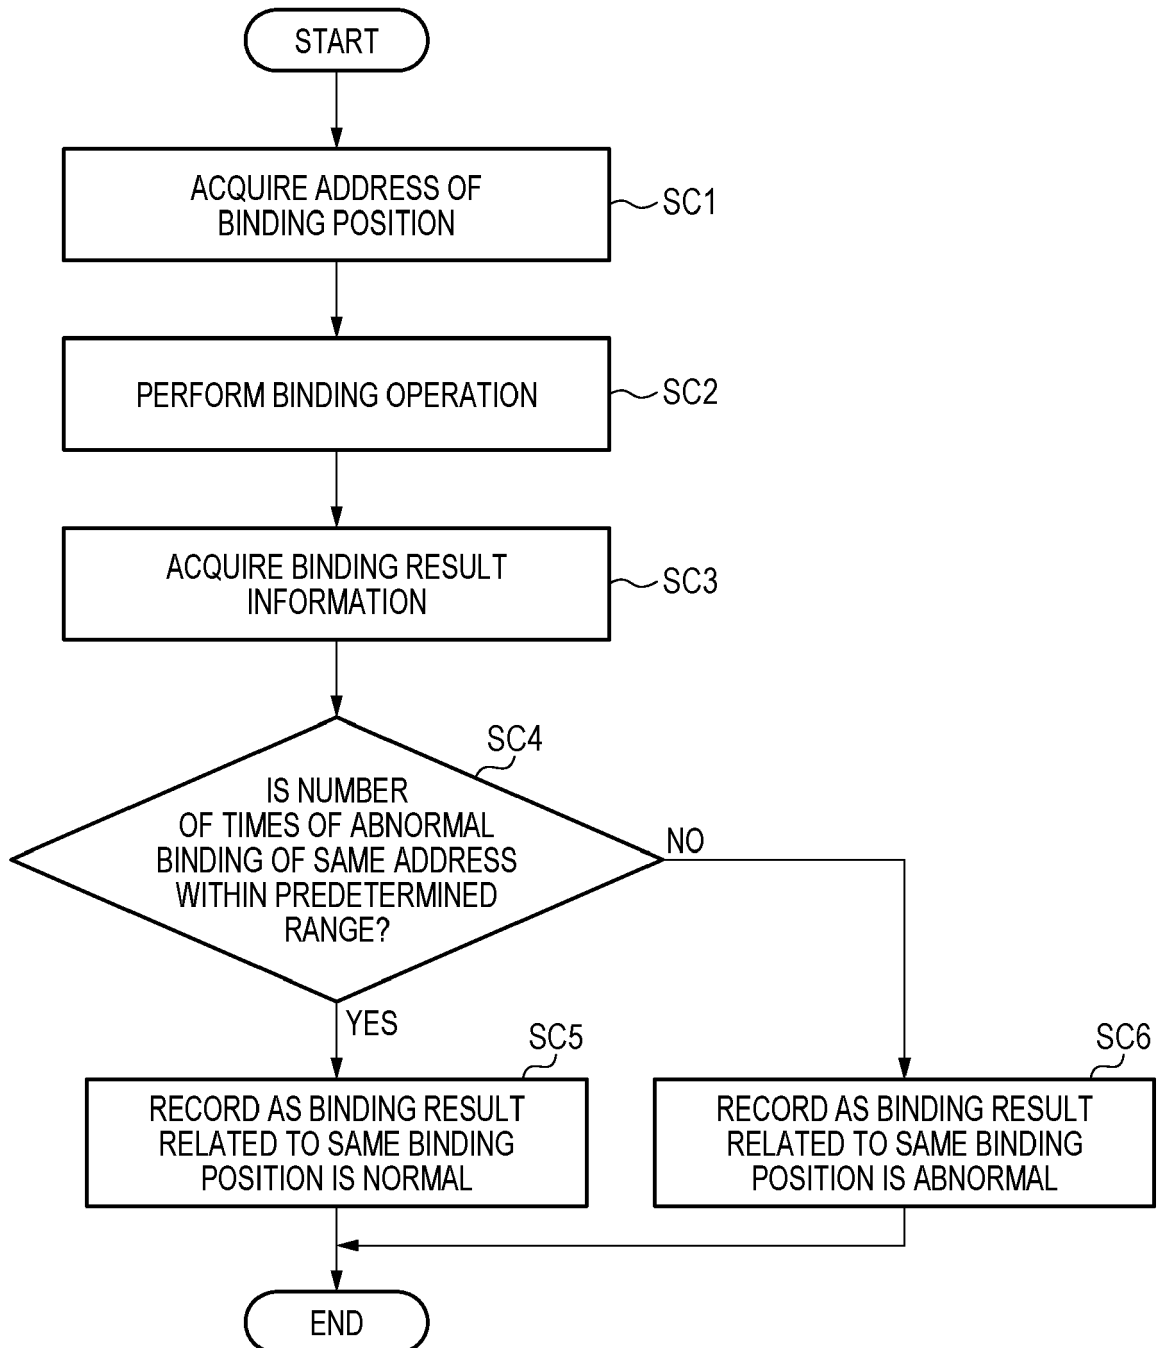 START
ACQUIRE ADDRESS OF
BINDING POSITION
SC1
PERFORM BINDING OPERATION
SC2
ACQUIRE BINDING RESULT
INFORMATION
SC3
SC4
IS NUMBER
OF TIMES OF ABNORMAL
BINDING OF SAME ADDRESS
WITHIN PREDETERMINED
RANGE?
NO
YES
SC5
RECORD AS BINDING RESULT
RELATED TO SAME BINDING
POSITION IS NORMAL
SC6
RECORD AS BINDING RESULT
RELATED TO SAME BINDING
POSITION IS ABNORMAL
END